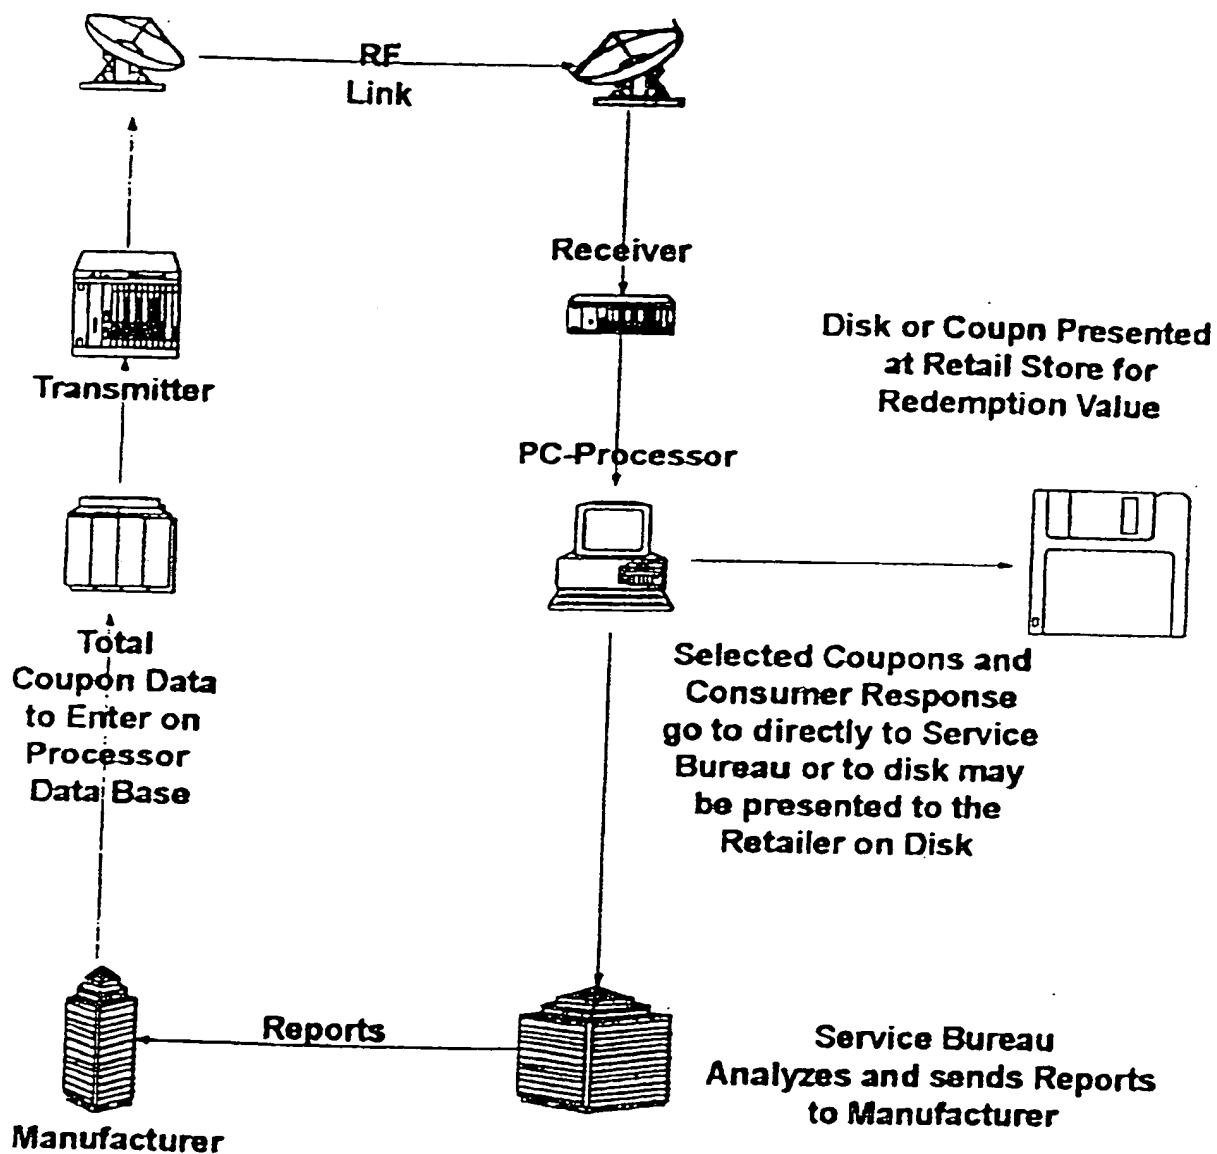 RF
Link
Receiver
Transmitter
Disk or Coupn Presented
at Retail Store for
Redemption Value
PC-Processor
Total
Coupon Data
to Enter on
Processor
Data Base
Selected Coupons and
Consumer Response
go to directly to Service
Bureau or to disk may
be presented to the
Retailer on Disk
Reports
Service Bureau
Analyzes and sends Reports
to Manufacturer
Manufacturer